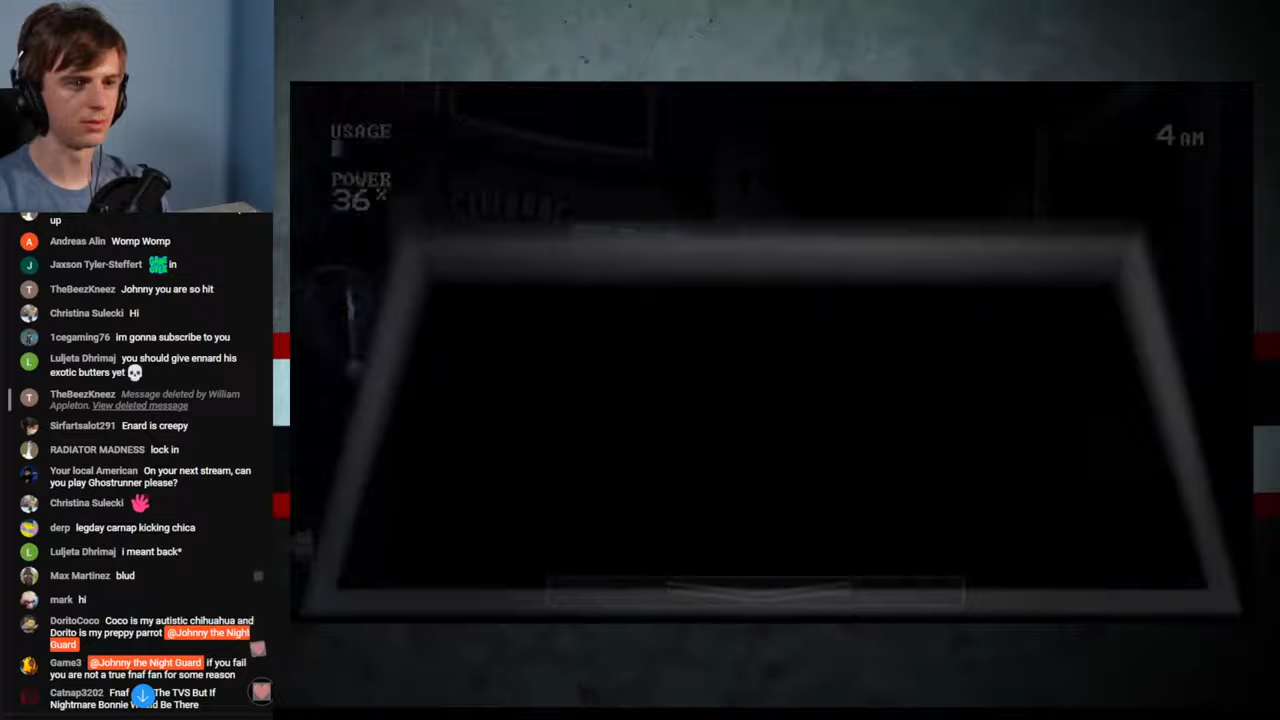 USAGE
POWER
36%
4 AM
up
Andreas Alin Womp Womp
Jaxson Tyler-Steffert GAME OVER in
TheBeezKneez Johnny you are so hit
Christina Sulecki Hi
1cegaming76 im gonna subscribe to you
Luljeta Dhrimaj you should give ennard his
exotic butters yet
TheBeezKneez Message deleted by William
Appleton. View deleted message
Sirfartsalot291 Enard is creepy
RADIATOR MADNESS lock in
Your local American On your next stream, can
you play Ghostrunner please?
Christina Sulecki
derp legday carnap kicking chica
Luljeta Dhrimaj i meant back*
Max Martinez blud
mark hi
DoritoCoco Coco is my autistic chihuahua and
Dorito is my preppy parrot @Johnny the Night
Guard
Game3 @Johnny the Night Guard if you fail
you are not a true fnaf fan for some reason
Catnap3202 Fnaf The TVS But If
Nightmare Bonnie Be There